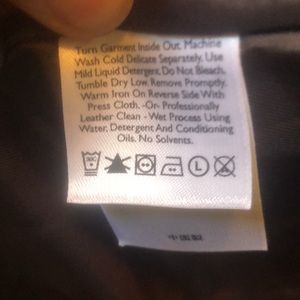 Turn Garment Inside Out. Machine
Wash Cold Delicate Separately. Use
Mild Liquid Detergent. Do Not Bleach.
Tumble Dry Low. Remove Promptly.
Warm Iron On Reverse Side With
Press Cloth. -Or- Professionally
Leather Clean - Wet Process Using
Water, Detergent And Conditioning
Oils. No Solvents.
30C
L